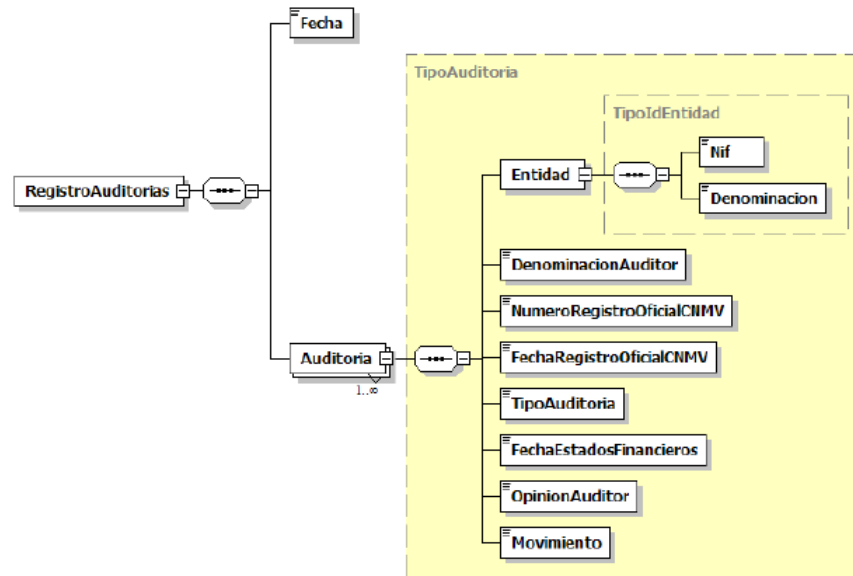 Fecha
TipoAuditoria
TipoIdEntidad
Nif
Entidad
RegistroAuditorias
Denominacion
DenominacionAuditor
NumeroRegistroOficialCNMV
Auditoria
FechaRegistroOficialCNMV
1..∞
TipoAuditoria
FechaEstadosFinancieros
OpinionAuditor
Movimiento